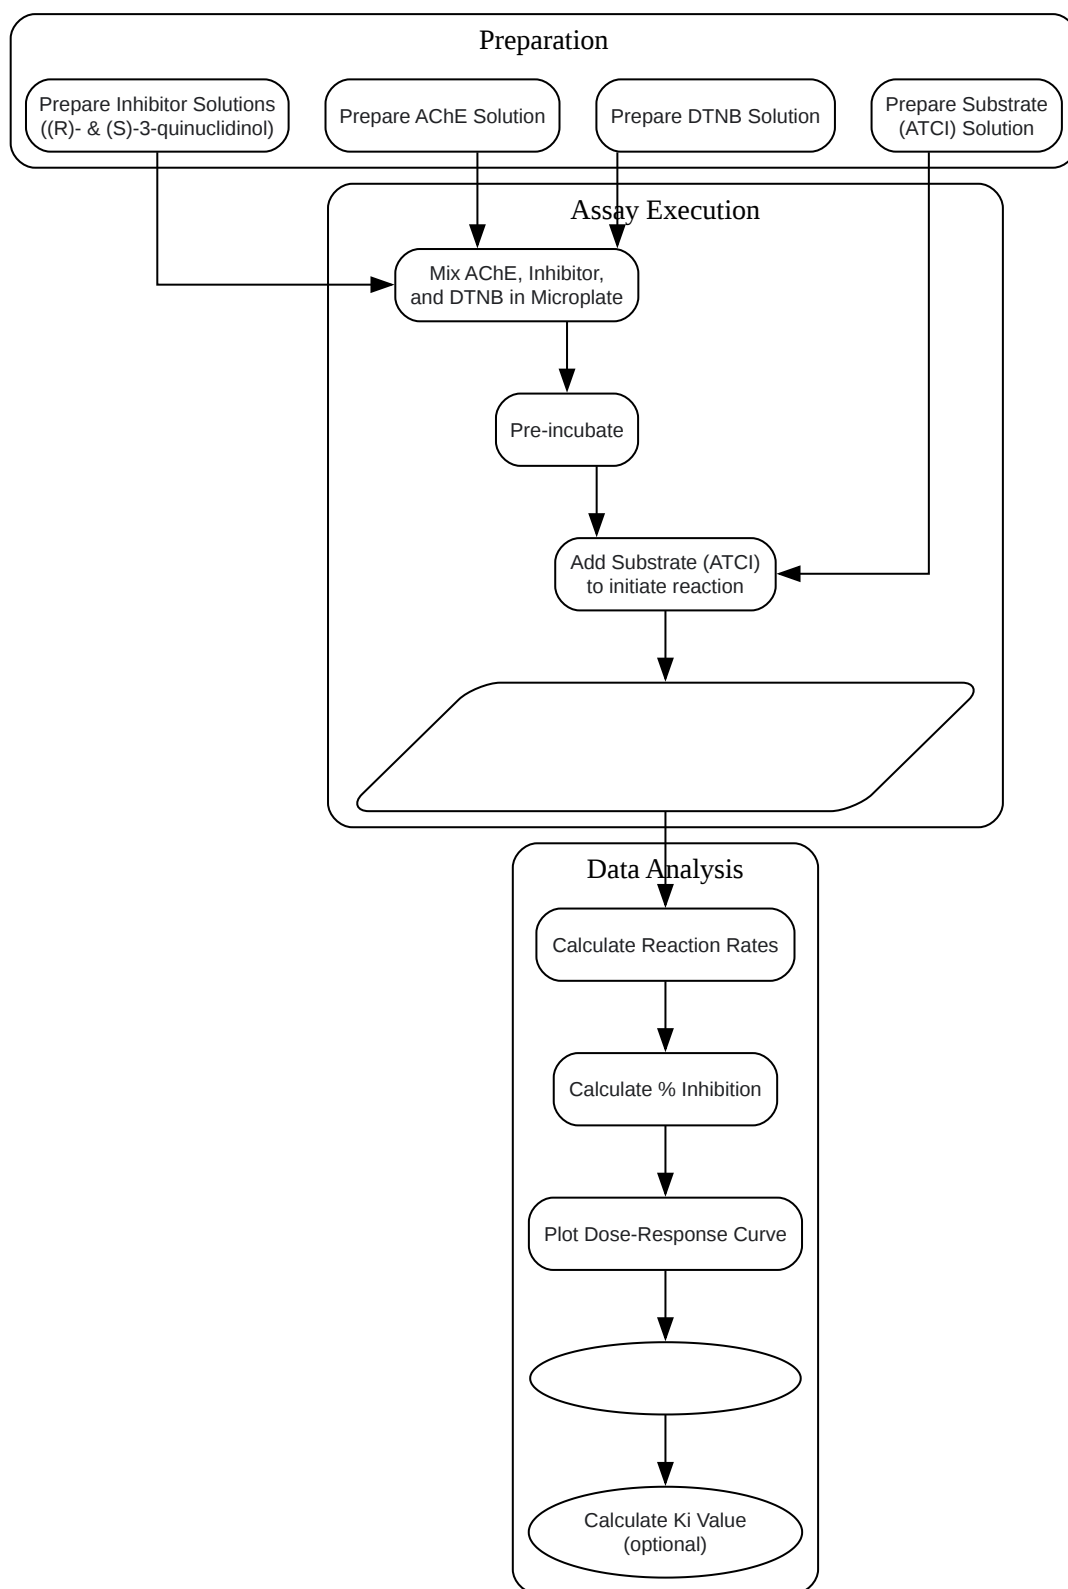 Preparation
Prepare Inhibitor Solutions
((R)- & (S)-3-quinuclidinol)
Prepare AChE Solution
Prepare DTNB Solution
Prepare Substrate
(ATCI) Solution
Assay Execution
Mix AChE, Inhibitor,
and DTNB in Microplate
Pre-incubate
Add Substrate (ATCI)
to initiate reaction
Data Analysis
Calculate Reaction Rates
Calculate % Inhibition
Plot Dose-Response Curve
Calculate Ki Value
(optional)